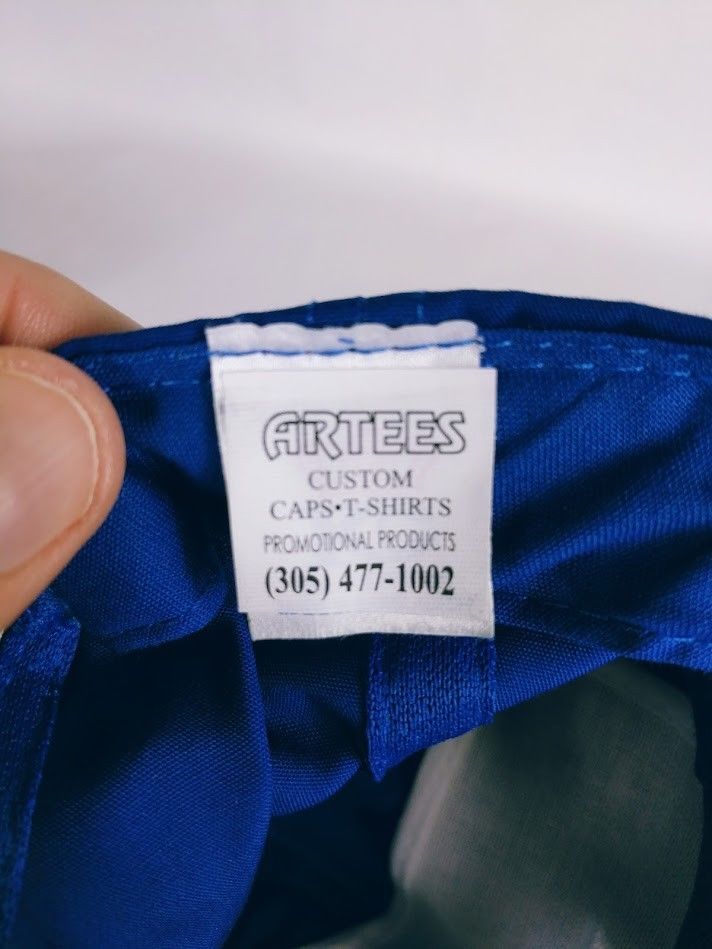 ARTEES
CUSTOM
CAPS•T-SHIRTS
PROMOTIONAL PRODUCTS
(305) 477-1002